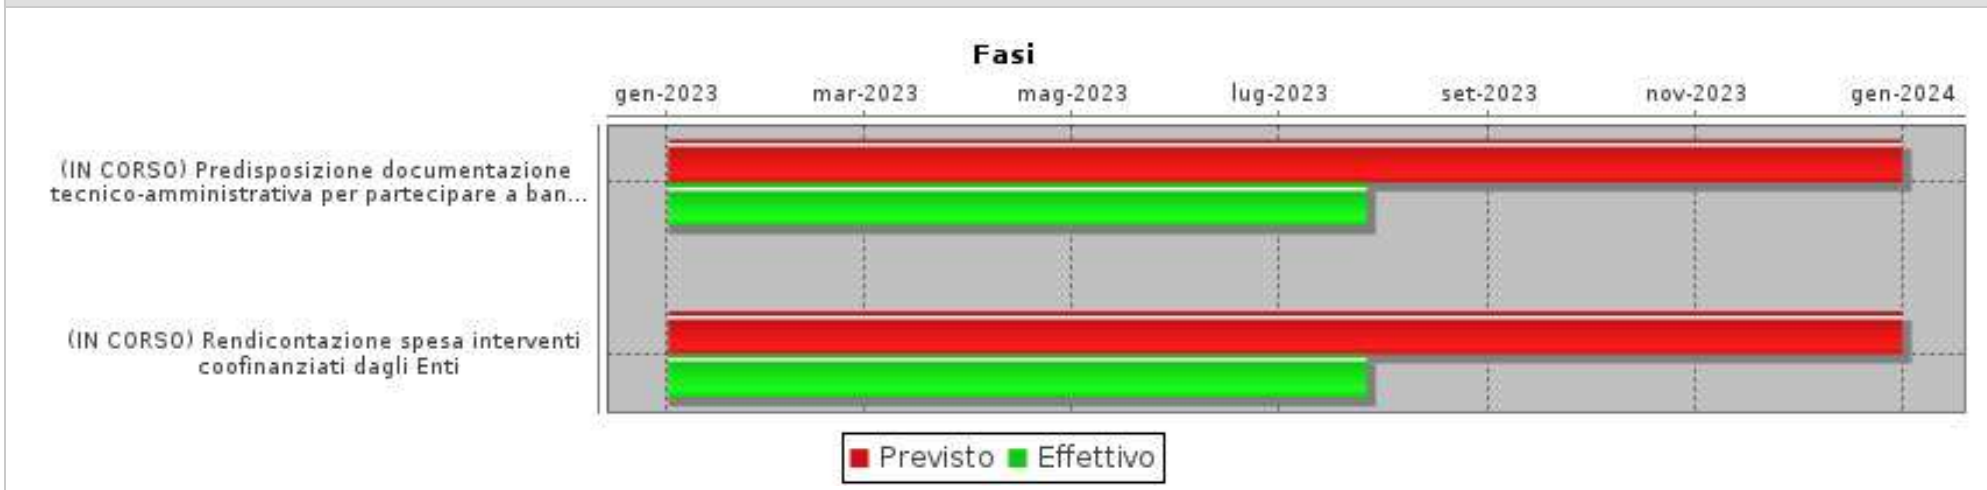 Fasi
gen-2023 mar-2023 mag-2023 lug-2023 set-2023 nov-2023 gen-2024
(IN CORSO) Predisposizione documentazione
tecnico-amministrativa per partecipare a ban...
(IN CORSO) Rendicontazione spesa interventi
coofinanziati dagli Enti
Previsto Effettivo